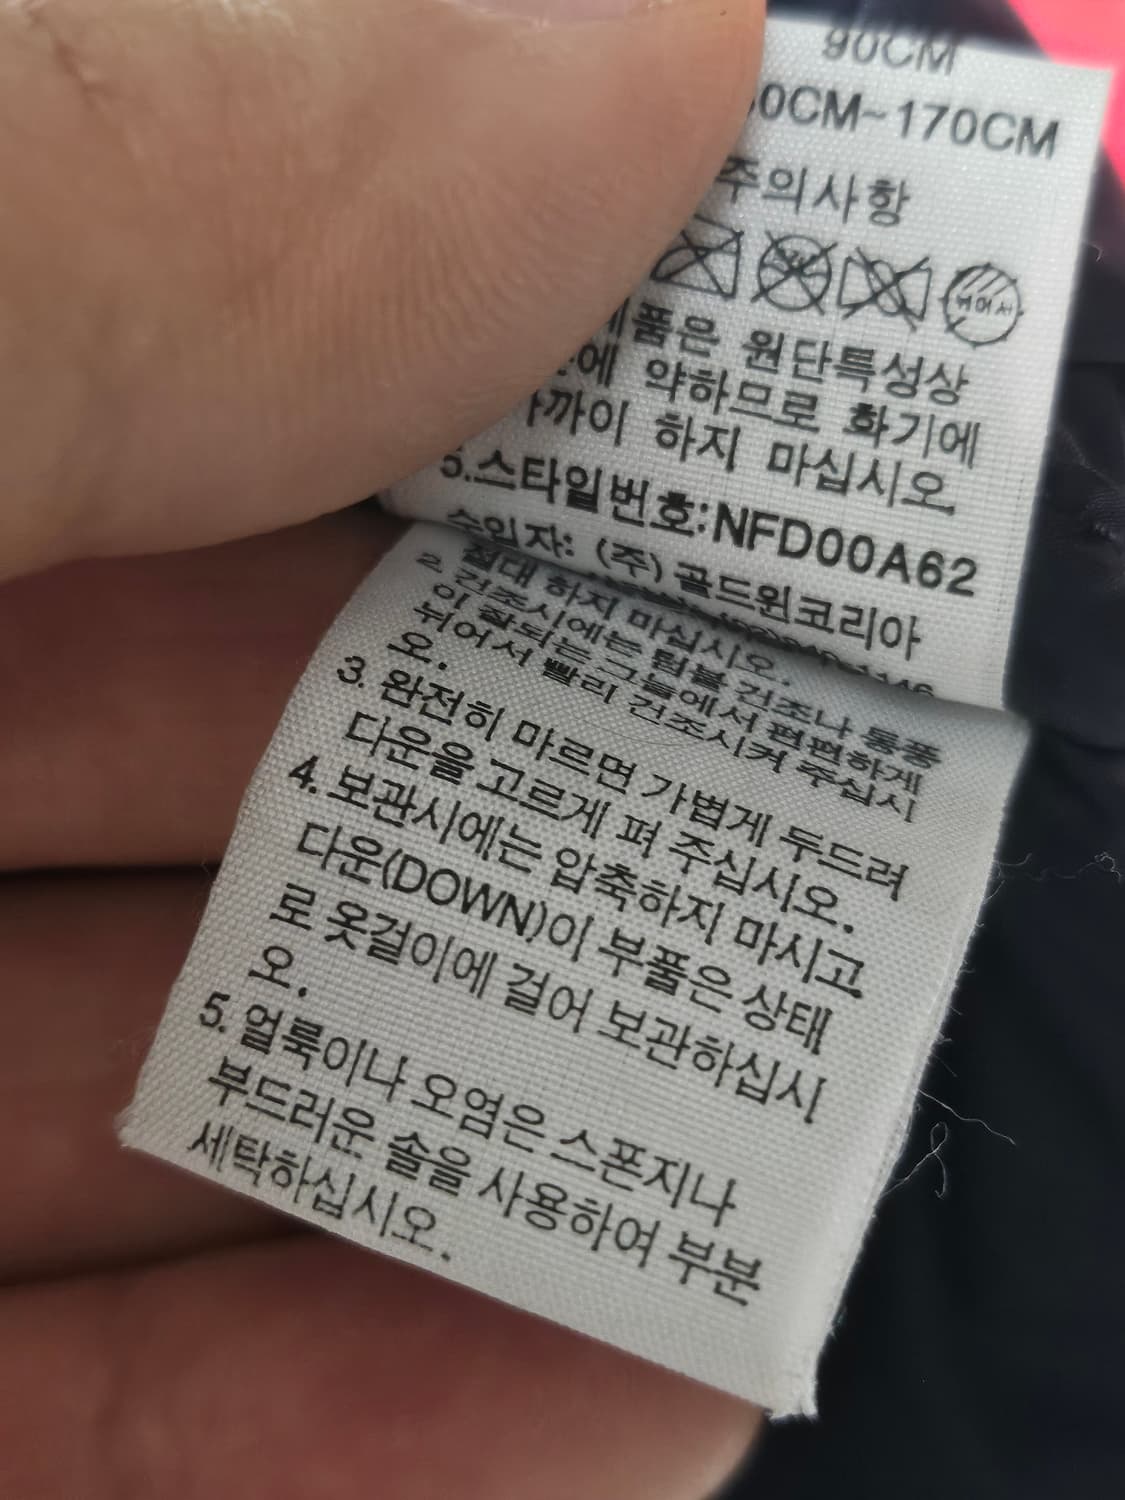 90CM
0CM~170CM
주의사항
뉘어서
품은 원단특성상
에 약하므로 화기에
까이 하지 마십시오.
5.스타일번호:NFD00A62
수입자: (주)골드윈코리아
절대 하지 마십시오.
2. 건조시에는 텀블 건조나 통풍
이 잘되는그늘에서 편편하게
뉘어서 빨리 건조시켜 주십시
오.
3. 완전히 마르면 가볍게 두드려
다운을 고르게 펴 주십시오.
4. 보관시에는 압축하지 마시고
다운(DOWN)이 부풀은 상태
로 옷걸이에 걸어 보관하십시
오.
5. 얼룩이나 오염은 스폰지나
부드러운 솔을 사용하여 부분
세탁하십시오.